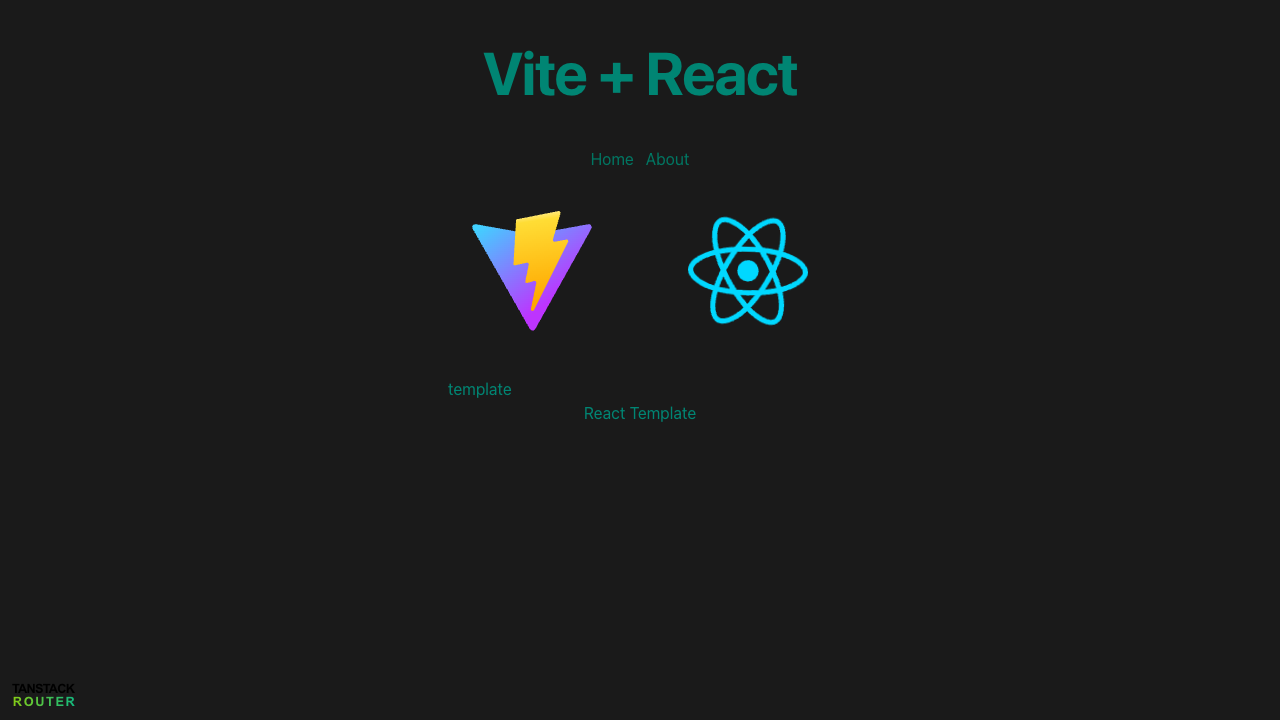 Vite + React
Home About
template
React Template
TANSTACK
ROUTER